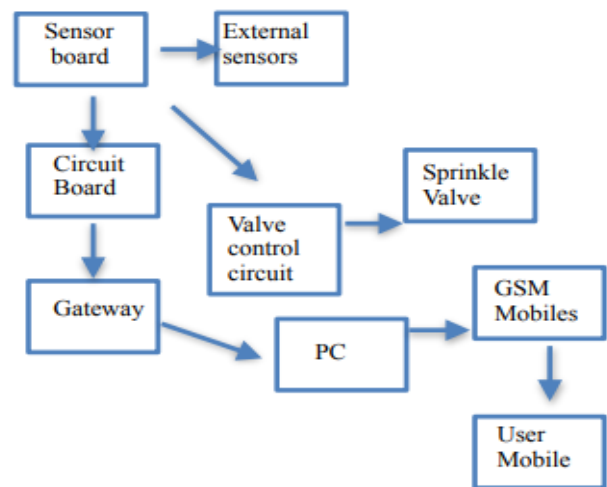 Sensor
board
External
sensors
Circuit
Board
Sprinkle
Valve
Valve
control
circuit
Gateway
GSM
Mobiles
PC
User
Mobile